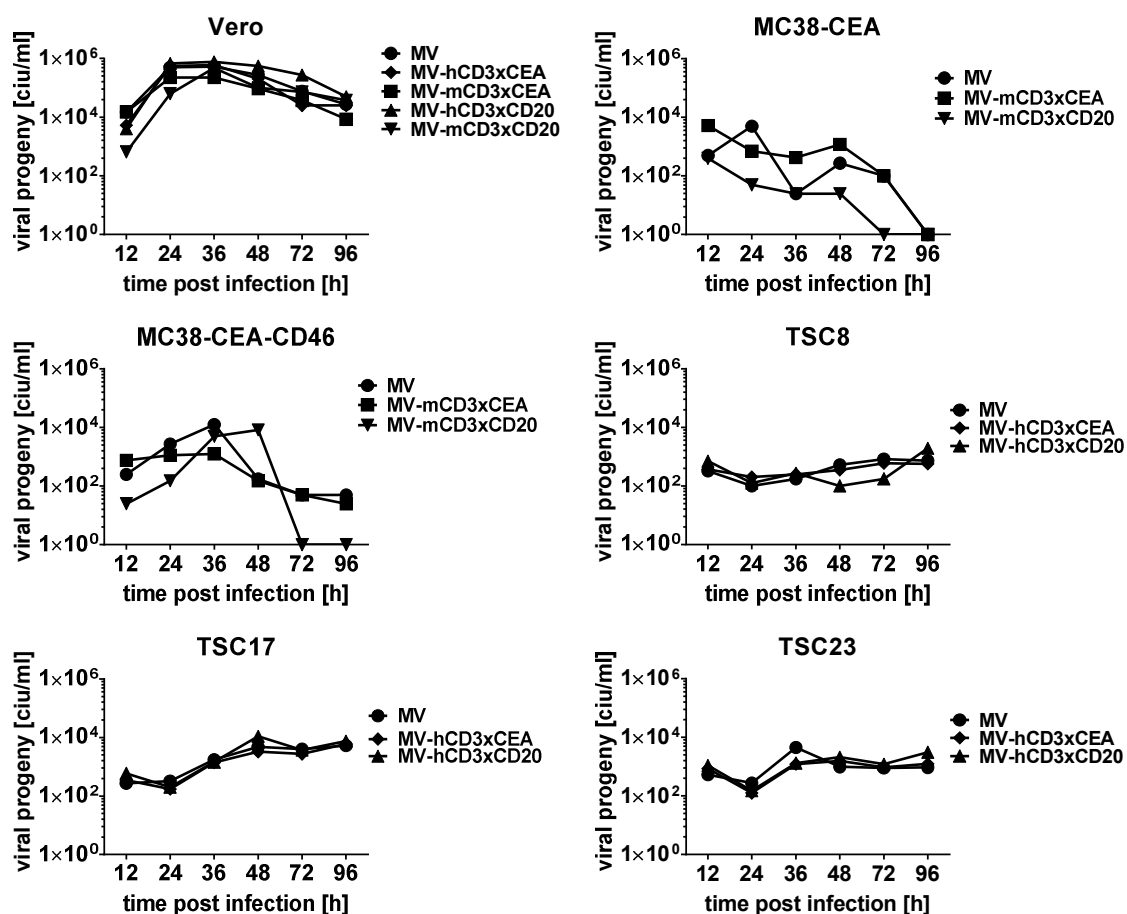 Vero
viral progeny [ciu/ml]
1×10⁶
1×10⁴
1×10²
1×10⁰
12 24 36 48 72 96
time post infection [h]
MV
MV-hCD3xCEA
MV-mCD3xCEA
MV-hCD3xCD20
MV-mCD3xCD20
MC38-CEA
viral progeny [ciu/ml]
1×10⁶
1×10⁴
1×10²
1×10⁰
12 24 36 48 72 96
time post infection [h]
MV
MV-mCD3xCEA
MV-mCD3xCD20
MC38-CEA-CD46
viral progeny [ciu/ml]
1×10⁶
1×10⁴
1×10²
1×10⁰
12 24 36 48 72 96
time post infection [h]
MV
MV-mCD3xCEA
MV-mCD3xCD20
TSC8
viral progeny [ciu/ml]
1×10⁶
1×10⁴
1×10²
1×10⁰
12 24 36 48 72 96
time post infection [h]
MV
MV-hCD3xCEA
MV-hCD3xCD20
TSC17
viral progeny [ciu/ml]
1×10⁶
1×10⁴
1×10²
1×10⁰
12 24 36 48 72 96
time post infection [h]
MV
MV-hCD3xCEA
MV-hCD3xCD20
TSC23
viral progeny [ciu/ml]
1×10⁶
1×10⁴
1×10²
1×10⁰
12 24 36 48 72 96
time post infection [h]
MV
MV-hCD3xCEA
MV-hCD3xCD20